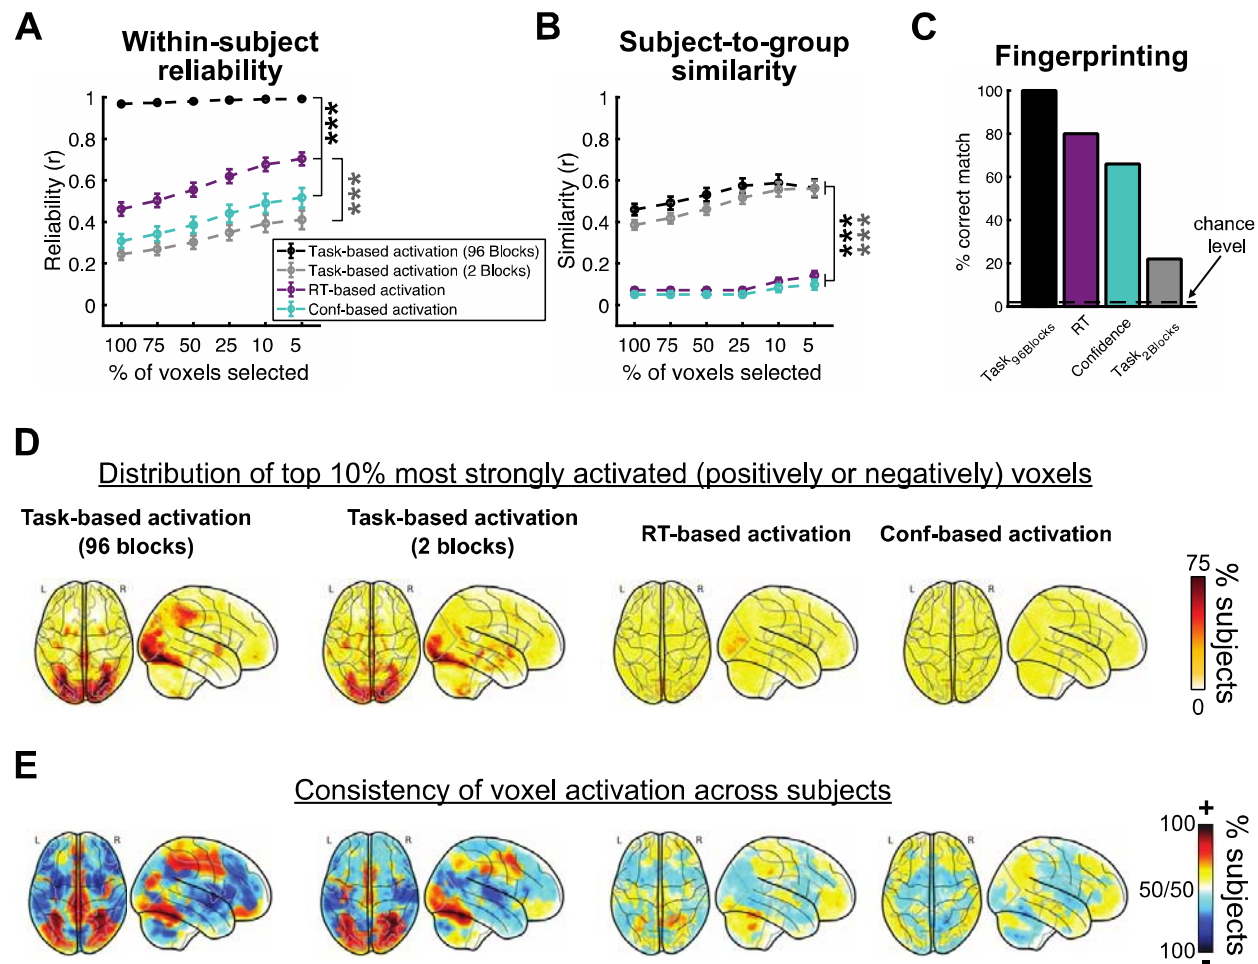 A
Within-subject
reliability
Reliability (r)
1
0.8
0.6
0.4
0.2
0
***
***
100 75 50 25 10 5
% of voxels selected
Task-based activation (96 Blocks)
Task-based activation (2 Blocks)
RT-based activation
Conf-based activation
B
Subject-to-group
similarity
Similarity (r)
1
0.8
0.6
0.4
0.2
0
***
***
100 75 50 25 10 5
% of voxels selected
C
Fingerprinting
% correct match
100
80
60
40
20
0
chance
level
Task96Blocks
RT
Confidence
Task2Blocks
D
Distribution of top 10% most strongly activated (positively or negatively) voxels
Task-based activation
(96 blocks)
Task-based activation
(2 blocks)
RT-based activation
Conf-based activation
L R
L R
L R
L R
75
0
% subjects
E
Consistency of voxel activation across subjects
L R
L R
L R
L R
+
100
50/50
100
-
% subjects